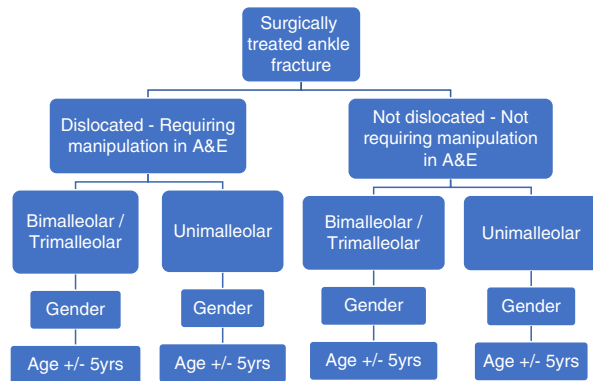 Surgically
treated ankle
fracture
Dislocated - Requiring
manipulation in A&E
Not dislocated - Not
requiring manipulation
in A&E
Bimalleolar /
Trimalleolar
Unimalleolar
Bimalleolar /
Trimalleolar
Unimalleolar
Gender
Gender
Gender
Gender
Age +/- 5yrs
Age +/- 5yrs
Age +/- 5yrs
Age +/- 5yrs